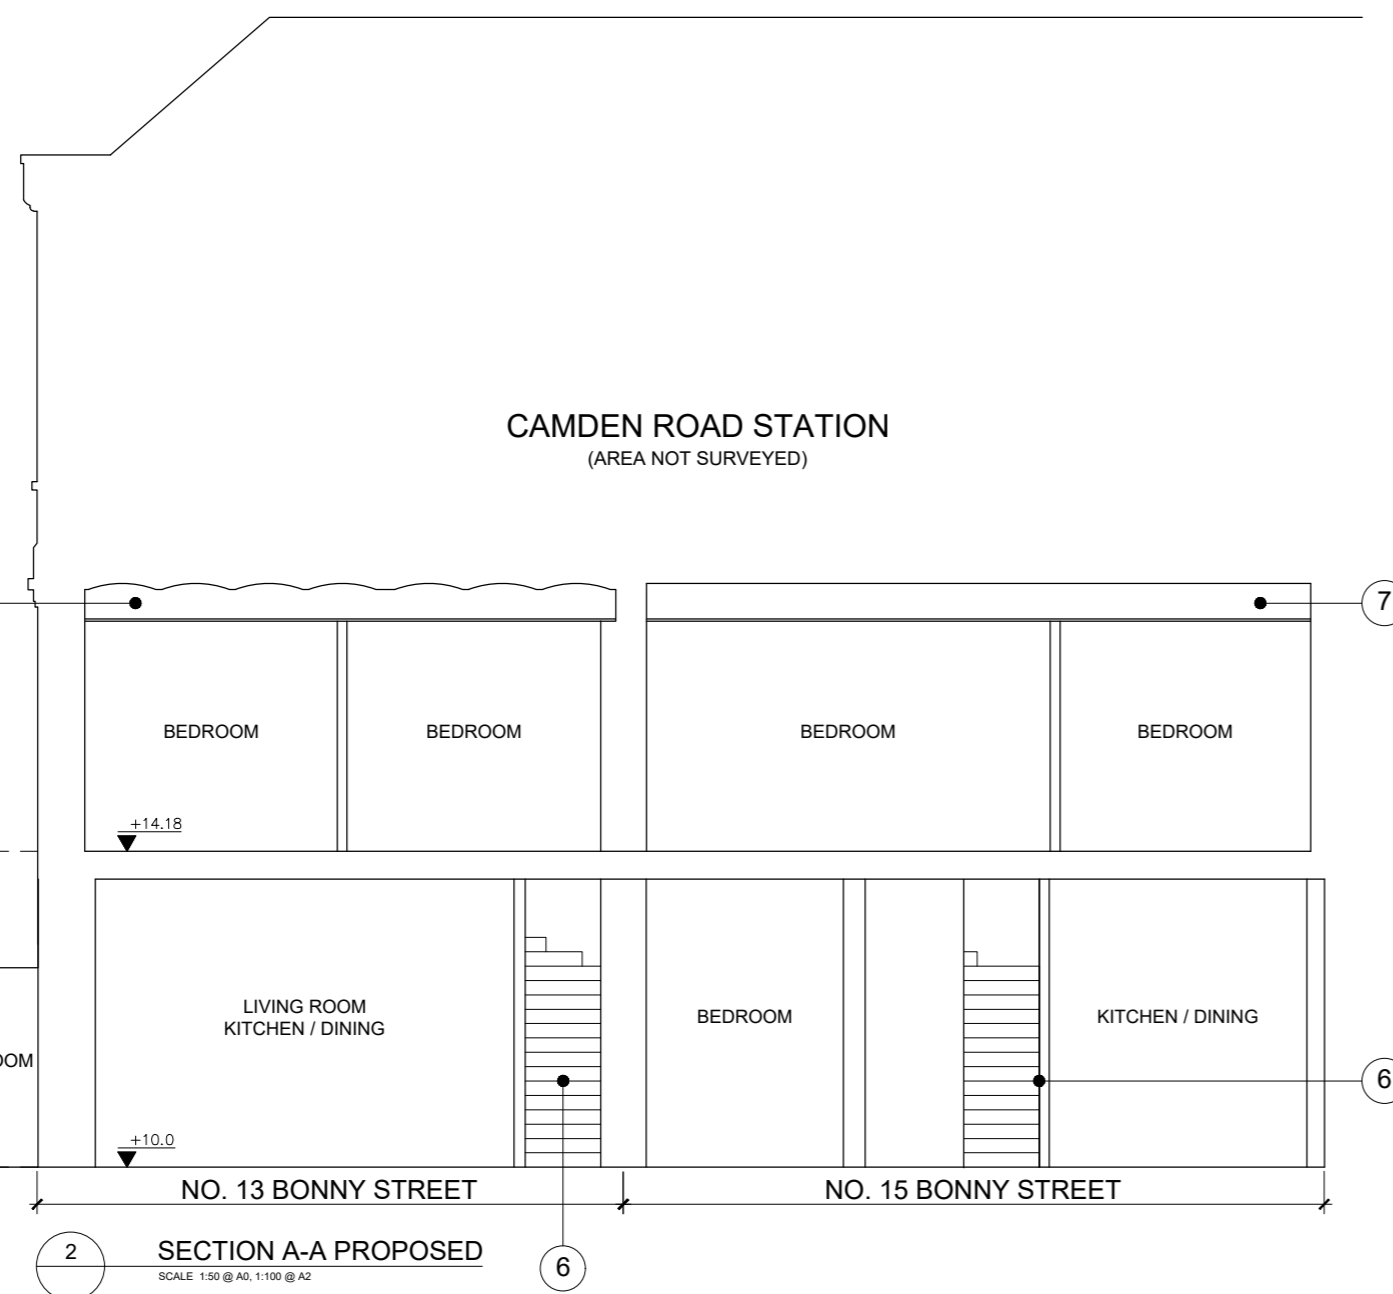 CAMDEN ROAD STATION
(AREA NOT SURVEYED)
7
BEDROOM
BEDROOM
BEDROOM
BEDROOM
+14.18
LIVING ROOM
KITCHEN / DINING
BEDROOM
KITCHEN / DINING
OOM
6
+10.0
NO. 13 BONNY STREET
NO. 15 BONNY STREET
2
SECTION A-A PROPOSED
SCALE 1:50 @ A0, 1:100 @ A2
6